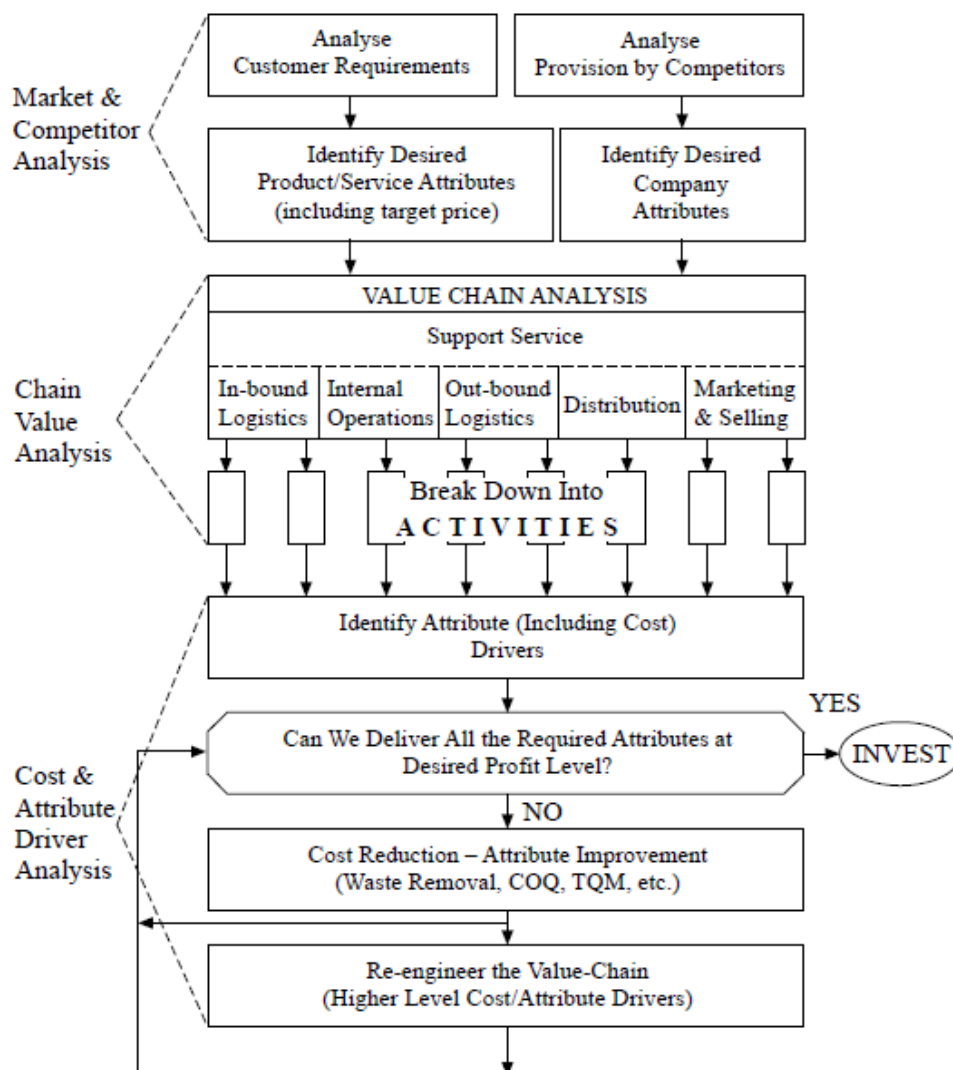 Analyse
Customer Requirements
Analyse
Provision by Competitors
Market &
Competitor
Analysis
Identify Desired
Product/Service Attributes
(including target price)
Identify Desired
Company
Attributes
VALUE CHAIN ANALYSIS
Support Service
Chain
Value
Analysis
In-bound
Logistics
Internal
Operations
Out-bound
Logistics
Distribution
Marketing
& Selling
Break Down Into
ACTIVITIES
Identify Attribute (Including Cost)
Drivers
Cost &
Attribute
Driver
Analysis
Can We Deliver All the Required Attributes at
Desired Profit Level?
YES
INVEST
NO
Cost Reduction – Attribute Improvement
(Waste Removal, COQ, TQM, etc.)
Re-engineer the Value-Chain
(Higher Level Cost/Attribute Drivers)